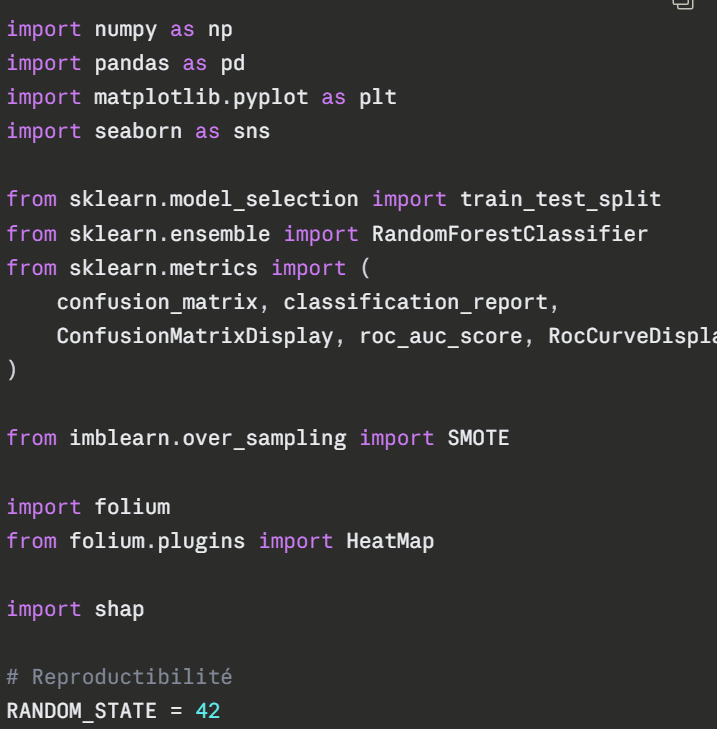 import numpy as np
import pandas as pd
import matplotlib.pyplot as plt
import seaborn as sns
from sklearn.model_selection import train_test_split
from sklearn.ensemble import RandomForestClassifier
from sklearn.metrics import (
confusion_matrix, classification_report,
ConfusionMatrixDisplay, roc_auc_score,
)
from imblearn.over_sampling import SMOTE
import folium
from folium.plugins import HeatMap
import shap
# Reproductibilité
RANDOM_STATE = 42